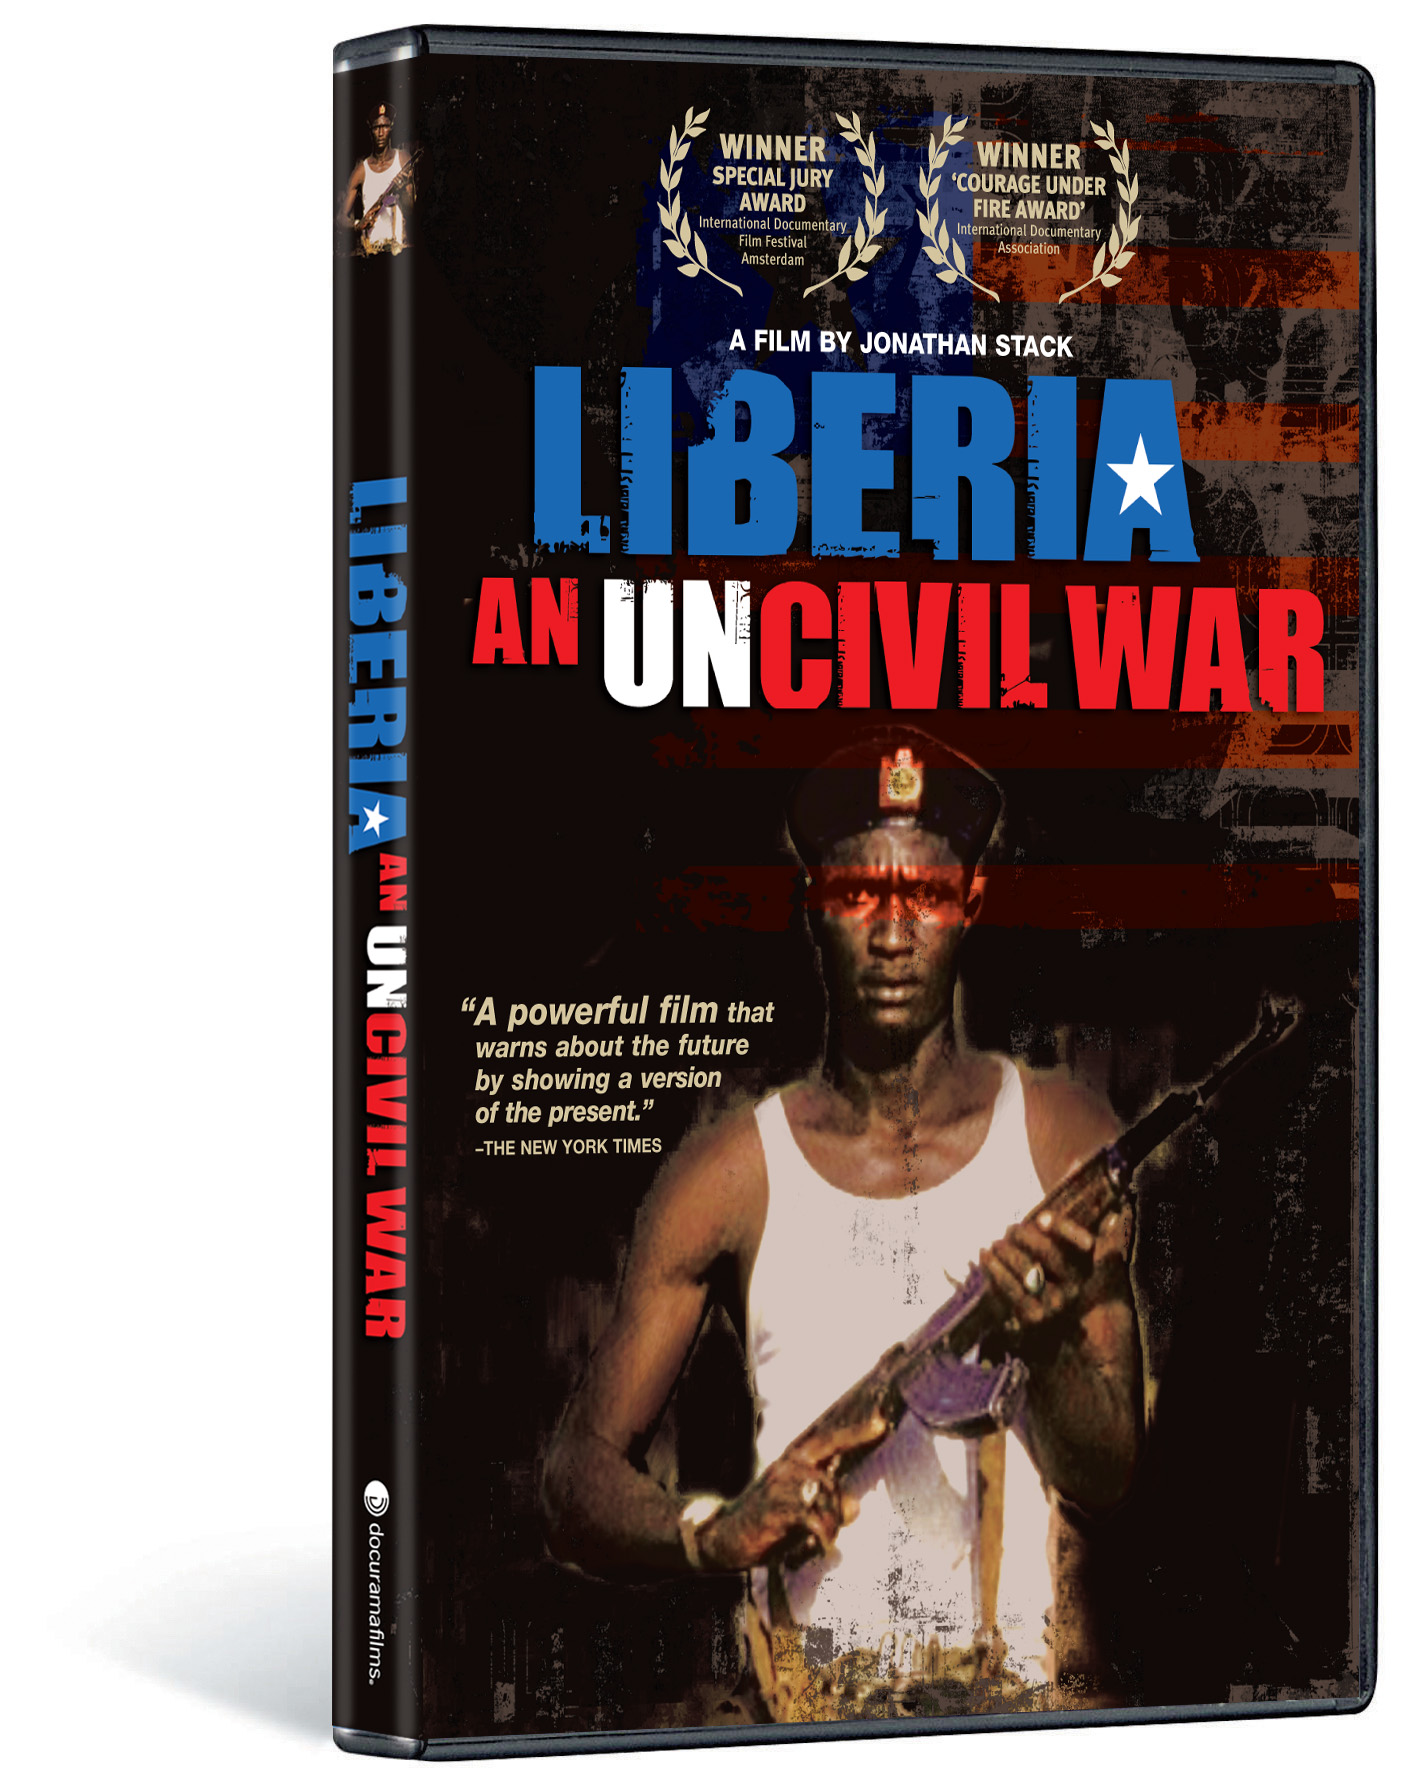 WINNER
SPECIAL JURY
AWARD
International Documentary
Film Festival
Amsterdam
WINNER
‘COURAGE UNDER
FIRE AWARD’
International Documentary
Association
A FILM BY JONATHAN STACK
LIBERIA
AN UNCIVIL WAR
“A powerful film that
warns about the future
by showing a version
of the present.”
–THE NEW YORK TIMES
LIBERIA AN UNCIVIL WAR
docuramafilms.